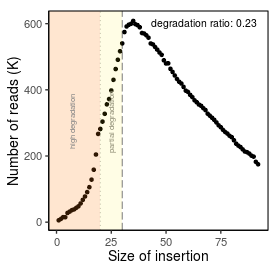 degradation ratio: 0.23
Number of reads (K)
600
400
200
0
high degradation
partial degradation
0
25
50
75
Size of insertion